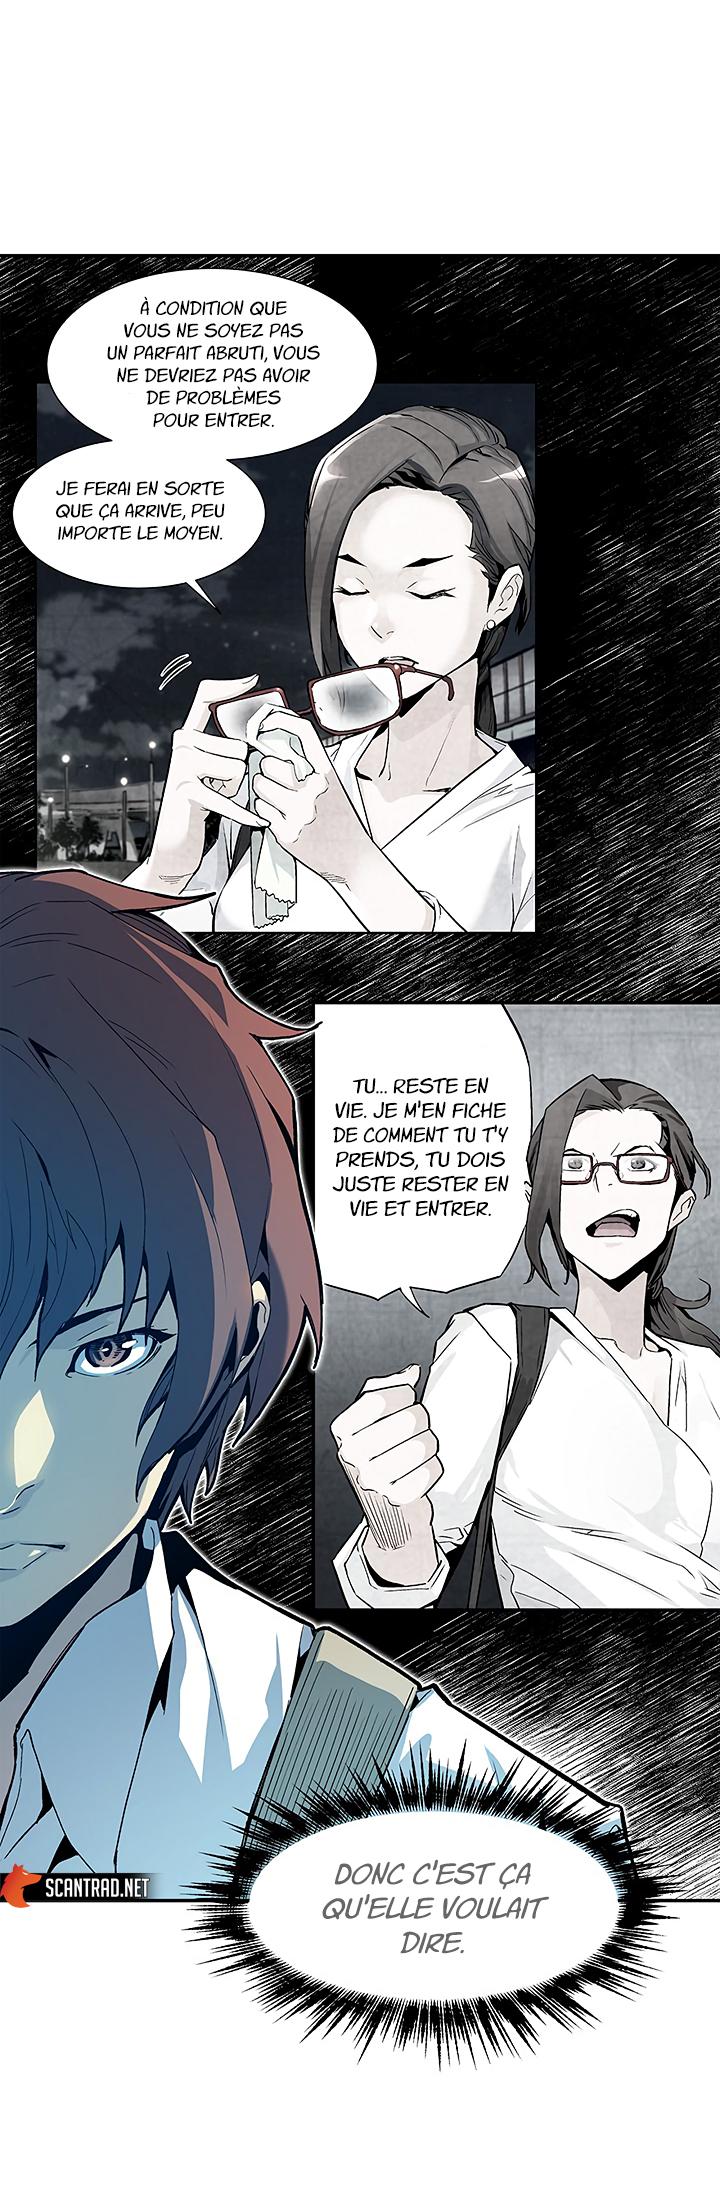 À CONDITION QUE
VOUS NE SOYEZ PAS
UN PARFAIT ABRUTI, VOUS
NE DEVRIEZ PAS AVOIR
DE PROBLÈMES
POUR ENTRER.
JE FERAI EN SORTE
QUE ÇA ARRIVE, PEU
IMPORTE LE MOYEN.
TU... RESTE EN
VIE. JE M'EN FICHE
DE COMMENT TU T'Y
PRENDS, TU DOIS
JUSTE RESTER EN
VIE ET ENTRER.
DONC C'EST ÇA
QU'ELLE VOULAIT
DIRE.
SCANTRAD.NET